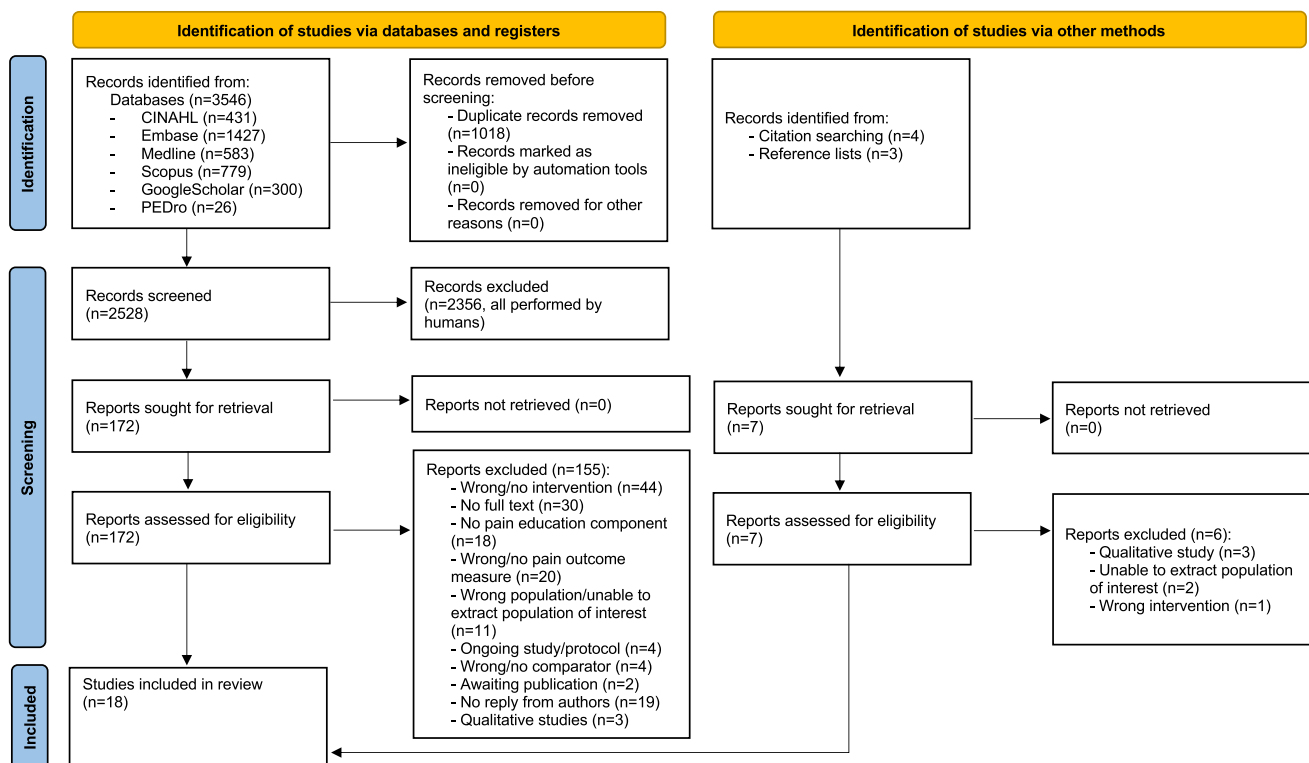 Identification of studies via databases and registers
Identification of studies via other methods
Identification
Records identified from:
Databases (n=3546)
- CINAHL (n=431)
- Embase (n=1427)
- Medline (n=583)
- Scopus (n=779)
- GoogleScholar (n=300)
- PEDro (n=26)
Records removed before
screening:
- Duplicate records removed
(n=1018)
- Records marked as
ineligible by automation tools
(n=0)
- Records removed for other
reasons (n=0)
Records identified from:
- Citation searching (n=4)
- Reference lists (n=3)
Screening
Records screened
(n=2528)
Records excluded
(n=2356, all performed by
humans)
Reports sought for retrieval
(n=172)
Reports not retrieved (n=0)
Reports sought for retrieval
(n=7)
Reports not retrieved
(n=0)
Reports assessed for eligibility
(n=172)
Reports excluded (n=155):
- Wrong/no intervention (n=44)
- No full text (n=30)
- No pain education component
(n=18)
- Wrong/no pain outcome
measure (n=20)
- Wrong population/unable to
extract population of interest
(n=11)
- Ongoing study/protocol (n=4)
- Wrong/no comparator (n=4)
- Awaiting publication (n=2)
- No reply from authors (n=19)
- Qualitative studies (n=3)
Reports assessed for eligibility
(n=7)
Reports excluded (n=6):
- Qualitative study (n=3)
- Unable to extract population
of interest (n=2)
- Wrong intervention (n=1)
Included
Studies included in review
(n=18)